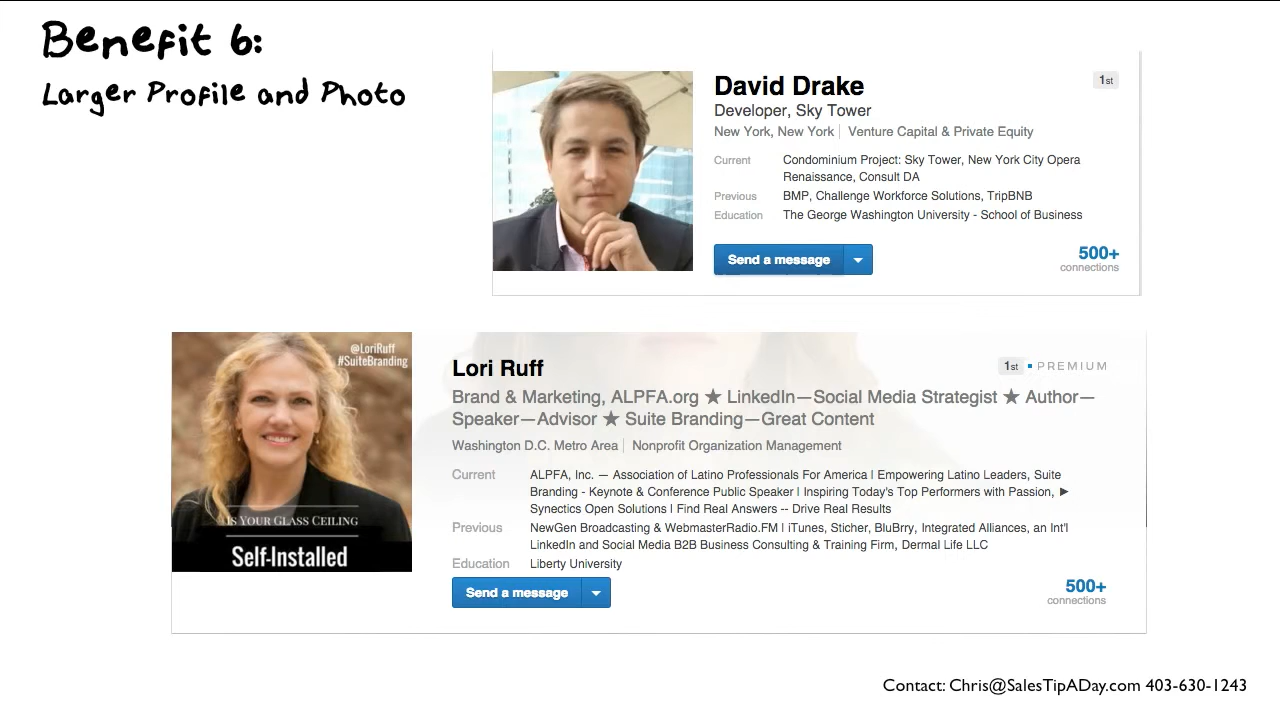 Benefit 6:
Larger Profile and Photo
David Drake
1st
Developer, Sky Tower
New York, New York | Venture Capital & Private Equity
Current Condominium Project: Sky Tower, New York City Opera
Renaissance, Consult DA
Previous BMP, Challenge Workforce Solutions, TripBNB
Education The George Washington University - School of Business
Send a message
500+
connections
@LoriRuff
#SuiteBranding
IS YOUR GLASS CEILING
Self-Installed
Lori Ruff
1st PREMIUM
Brand & Marketing, ALPFA.org ★ LinkedIn—Social Media Strategist ★ Author—
Speaker—Advisor ★ Suite Branding—Great Content
Washington D.C. Metro Area | Nonprofit Organization Management
Current ALPFA, Inc. — Association of Latino Professionals For America | Empowering Latino Leaders, Suite
Branding - Keynote & Conference Public Speaker | Inspiring Today's Top Performers with Passion, ►
Synectics Open Solutions | Find Real Answers -- Drive Real Results
Previous NewGen Broadcasting & WebmasterRadio.FM | iTunes, Sticher, BluBrry, Integrated Alliances, an Int'l
LinkedIn and Social Media B2B Business Consulting & Training Firm, Dermal Life LLC
Education Liberty University
Send a message
500+
connections
Contact: Chris@SalesTipADay.com 403-630-1243